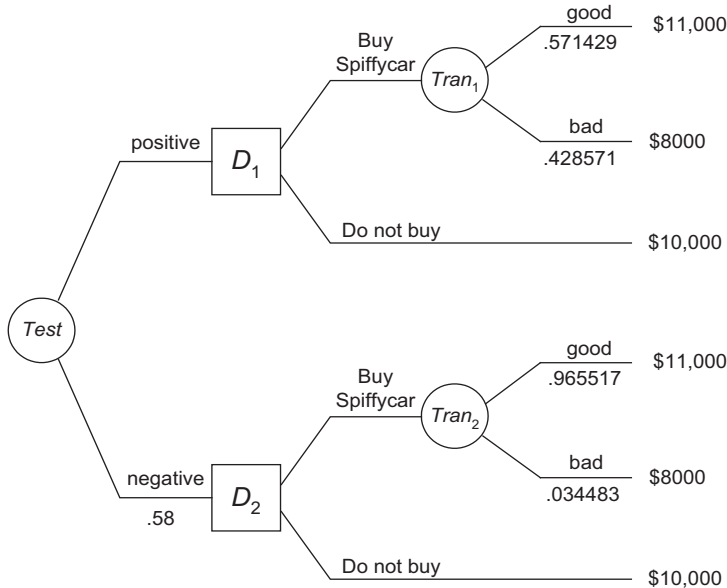 good
$11,000
.571429
Buy
Spiffycar
Tran1
bad
$8000
.428571
positive
D1
Do not buy
$10,000
Test
good
$11,000
.965517
Buy
Spiffycar
Tran2
bad
$8000
.034483
negative
D2
.58
Do not buy
$10,000